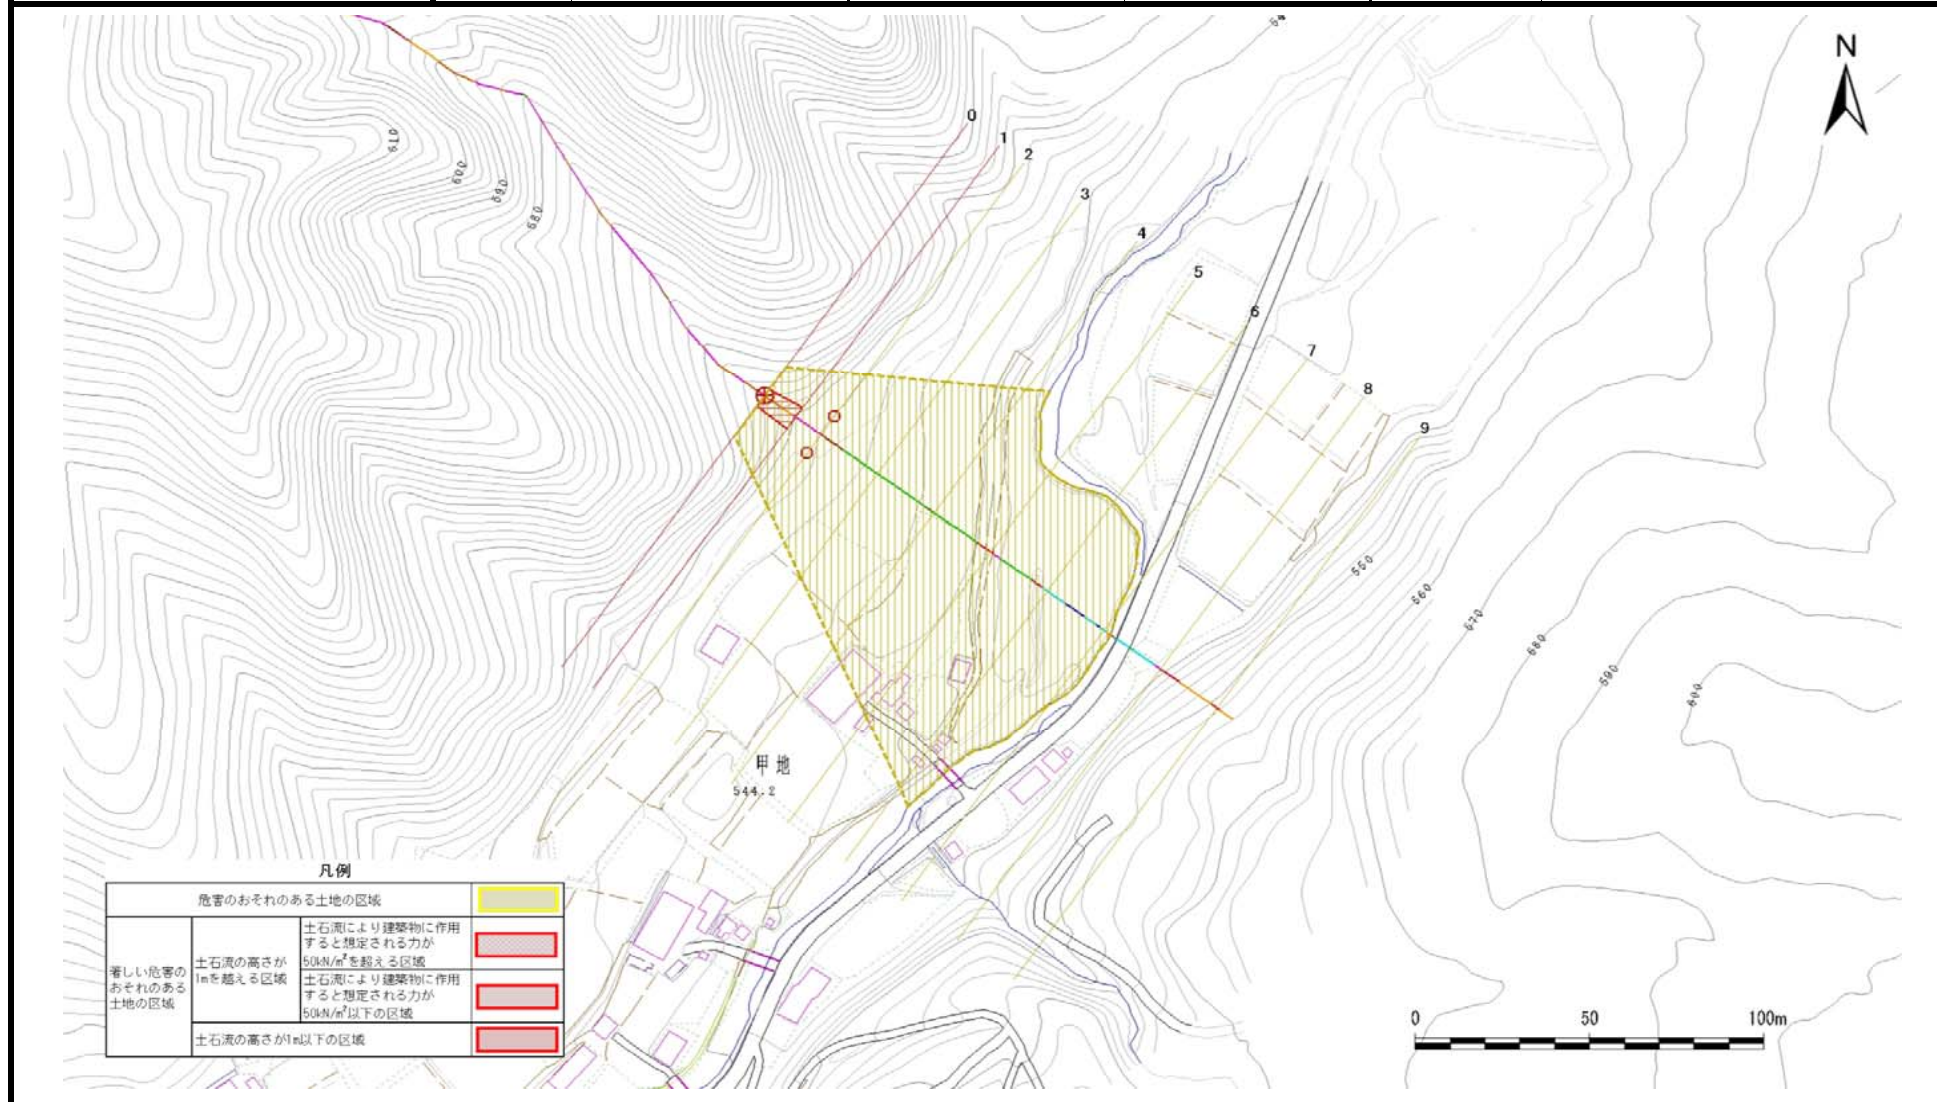 N
0
1
2
3
4
5
6
7
8
9
610
600
590
580
550
560
570
580
590
600
甲地
544.2
凡例
危害のおそれのある土地の区域
著しい危害の
おそれのある
土地の区域
土石流の高さが
1mを越える区域
土石流により建築物に作用
すると想定される力が
50kN/㎡を超える区域
土石流により建築物に作用
すると想定される力が
50kN/㎡以下の区域
土石流の高さが1m以下の区域
0 50 100m